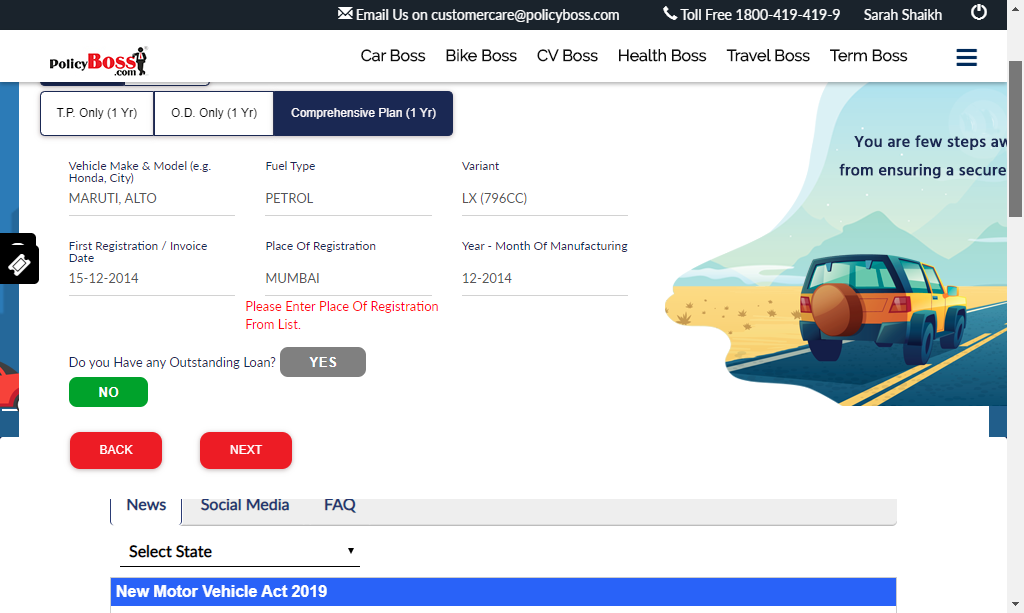 Email Us on customercare@policyboss.com
Toll Free 1800-419-419-9
Sarah Shaikh
PolicyBoss.com
Car Boss
Bike Boss
CV Boss
Health Boss
Travel Boss
Term Boss
T.P. Only (1 Yr)
O.D. Only (1 Yr)
Comprehensive Plan (1 Yr)
You are few steps aw
from ensuring a secure
Vehicle Make & Model (e.g.
Honda, City)
MARUTI, ALTO
Fuel Type
PETROL
Variant
LX (796CC)
First Registration / Invoice
Date
15-12-2014
Place Of Registration
MUMBAI
Please Enter Place Of Registration
From List.
Year - Month Of Manufacturing
12-2014
Do you Have any Outstanding Loan?
YES
NO
BACK
NEXT
News
Social Media
FAQ
Select State
New Motor Vehicle Act 2019